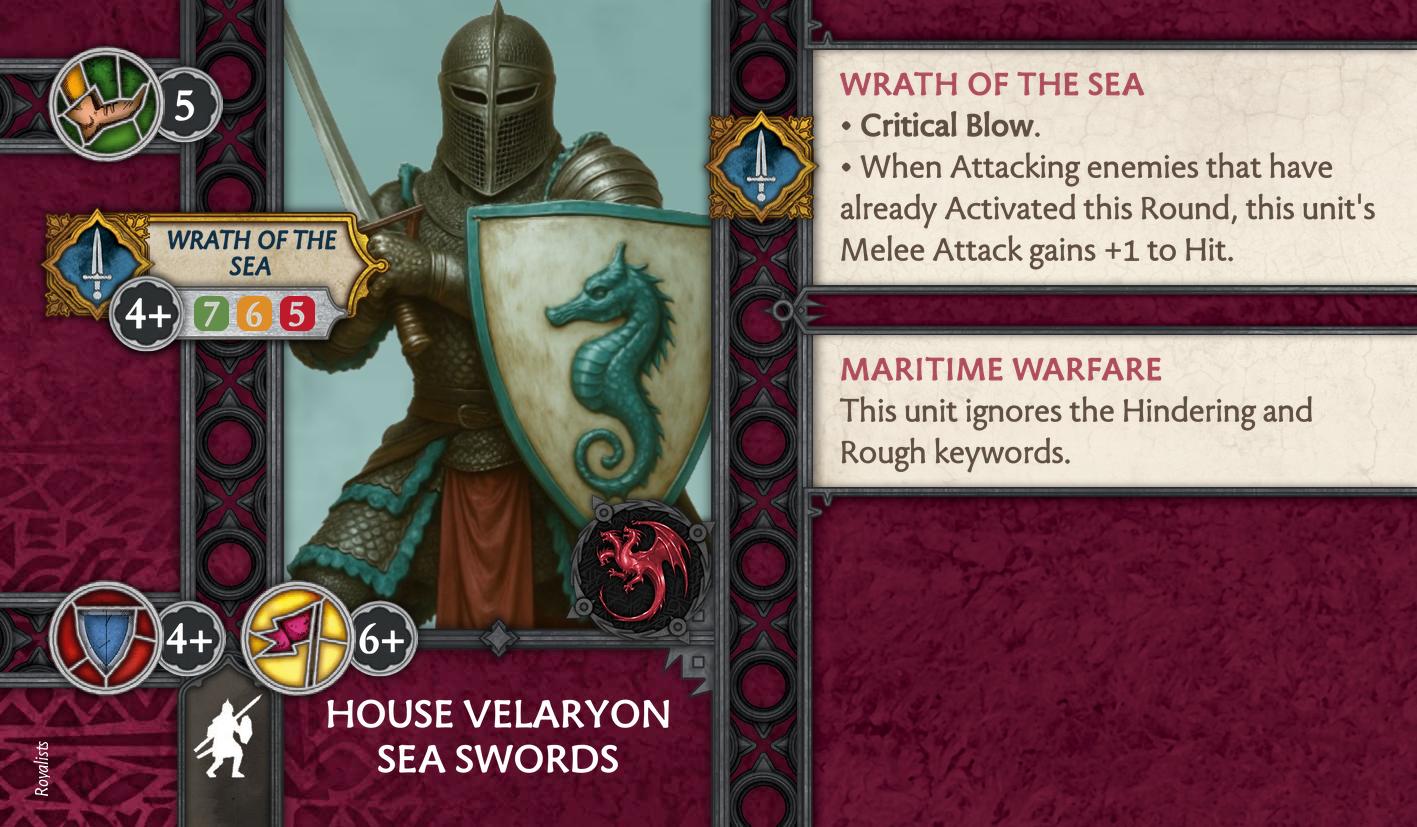 5
WRATH OF THE
SEA
4+ 7 6 5
4+ 6+
HOUSE VELARYON
SEA SWORDS
Royalists
WRATH OF THE SEA
• Critical Blow.
• When Attacking enemies that have
already Activated this Round, this unit's
Melee Attack gains +1 to Hit.
MARITIME WARFARE
This unit ignores the Hindering and
Rough keywords.